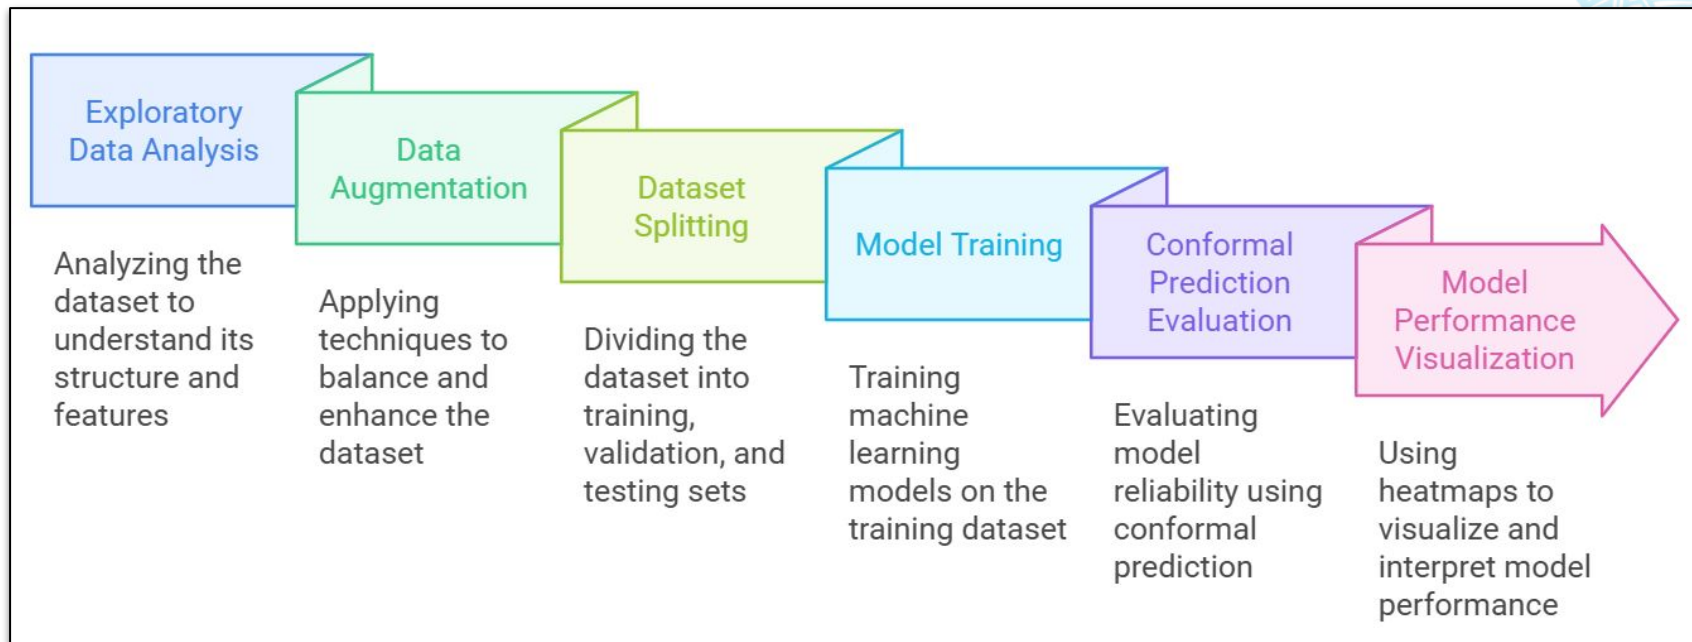 Exploratory
Data Analysis
Analyzing the
dataset to
understand its
structure and
features
Data
Augmentation
Applying
techniques to
balance and
enhance the
dataset
Dataset
Splitting
Dividing the
dataset into
training,
validation, and
testing sets
Model Training
Training
machine
learning
models on the
training dataset
Conformal
Prediction
Evaluation
Evaluating
model
reliability using
conformal
prediction
Model
Performance
Visualization
Using
heatmaps to
visualize and
interpret model
performance